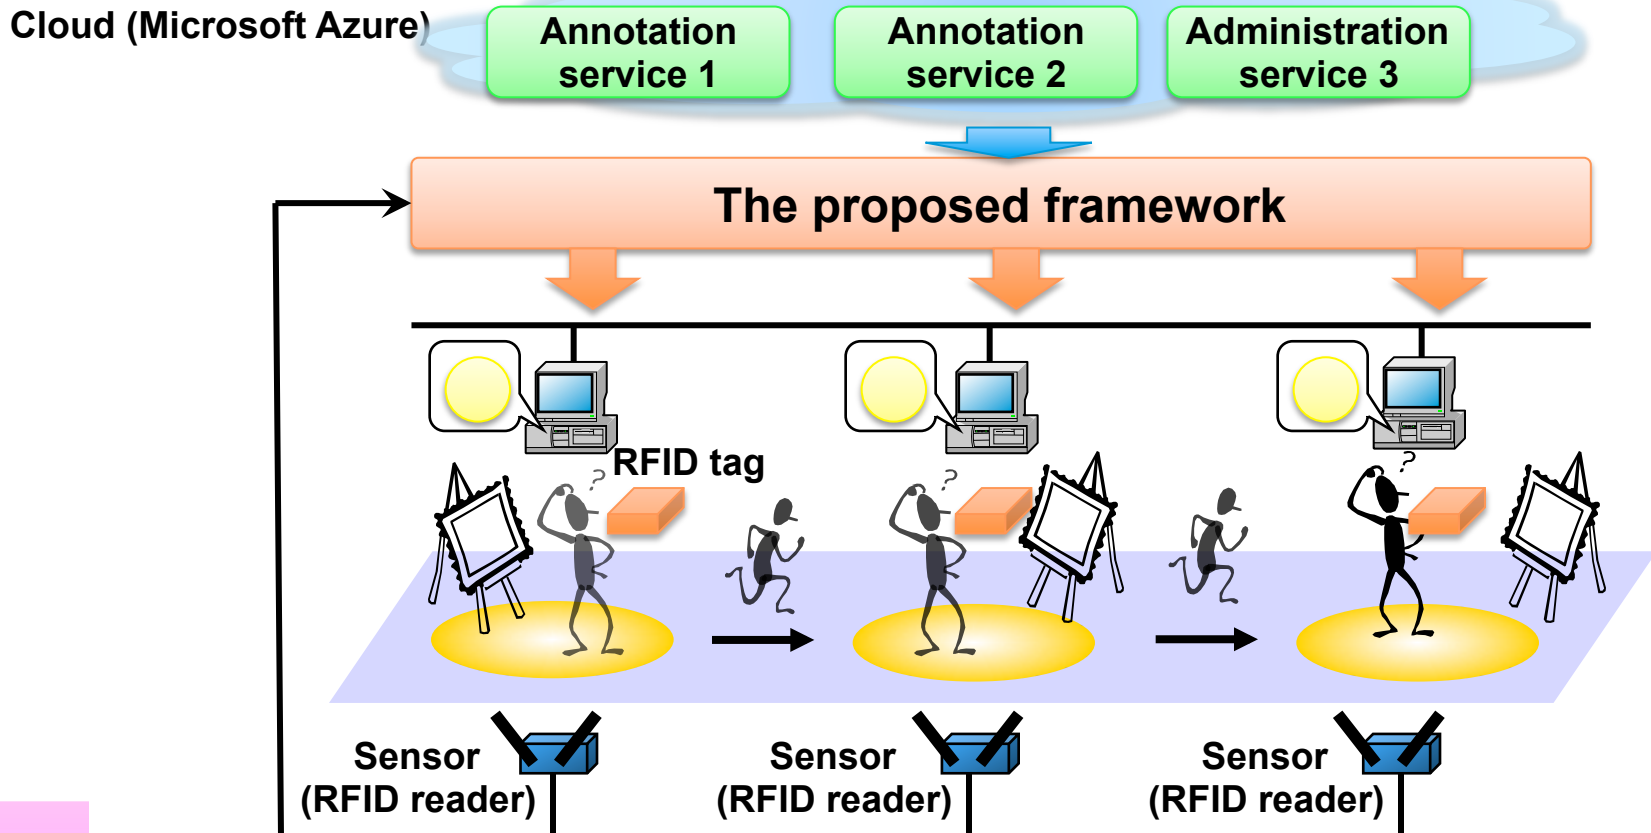 Cloud (Microsoft Azure)
Annotation
service 1
Annotation
service 2
Administration
service 3
The proposed framework
RFID tag
?
?
?
Sensor
(RFID reader)
Sensor
(RFID reader)
Sensor
(RFID reader)